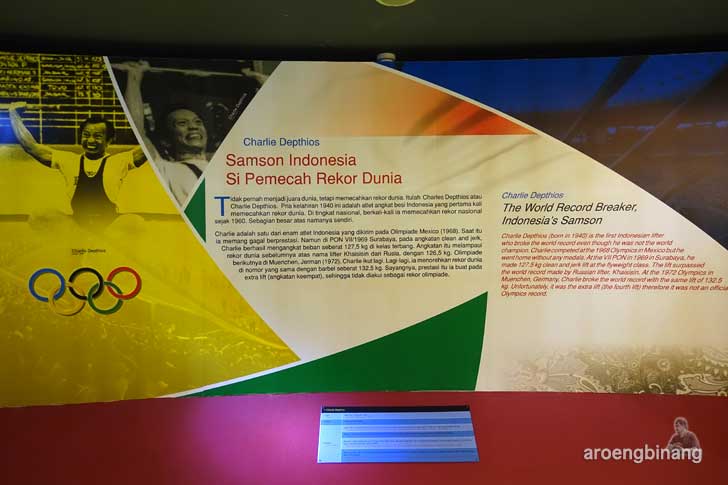 Charlie Depthios
Charlie Depthios
Charlie Depthios
Samson Indonesia
Si Pemecah Rekor Dunia
Tidak pernah menjadi juara dunia, tetapi memecahkan rekor dunia. Itulah Charles Depthios atau
Charlie Depthios. Pria kelahiran 1940 ini adalah atlet angkat besi Indonesia yang pertama kali
memecahkan rekor dunia. Di tingkat nasional, berkali-kali ia memecahkan rekor nasional
sejak 1960. Sebagian besar atas namanya sendiri.
Charlie adalah satu dari enam atlet Indonesia yang dikirim pada Olimpiade Mexico (1968). Saat itu
ia memang gagal berprestasi. Namun di PON VII/1969 Surabaya, pada angkatan clean and jerk,
Charlie berhasil mengangkat beban seberat 127,5 kg di kelas terbang. Angkatan itu melampaui
rekor dunia sebelumnya atas nama lifter Khaisisin dari Rusia, dengan 126,5 kg. Olimpiade
berikutnya di Muenchen, Jerman (1972), Charlie ikut lagi. Lagi-lagi, ia menorehkan rekor dunia
di nomor yang sama dengan barbel seberat 132,5 kg. Sayangnya, prestasi itu ia buat pada
extra lift (angkatan keempat), sehingga tidak diakui sebagai rekor olimpiade.
Charlie Depthios
The World Record Breaker,
Indonesia's Samson
Charlie Depthios (born in 1940) is the first Indonesian lifter
who broke the world record even though he was not the world
champion. Charlie competed at the 1968 Olympics in Mexico but he
went home without any medals. At the VII PON in 1969 in Surabaya, he
made 127.5 kg clean and jerk lift at the flyweight class. The lift surpassed
the world record made by Russian lifter, Khaisisin. At the 1972 Olympics in
Muenchen, Germany, Charlie broke the world record with the same lift of 132.5
kg. Unfortunately, it was the extra lift (the fourth lift) therefore it was not an official
Olympics record.
aroengbinang